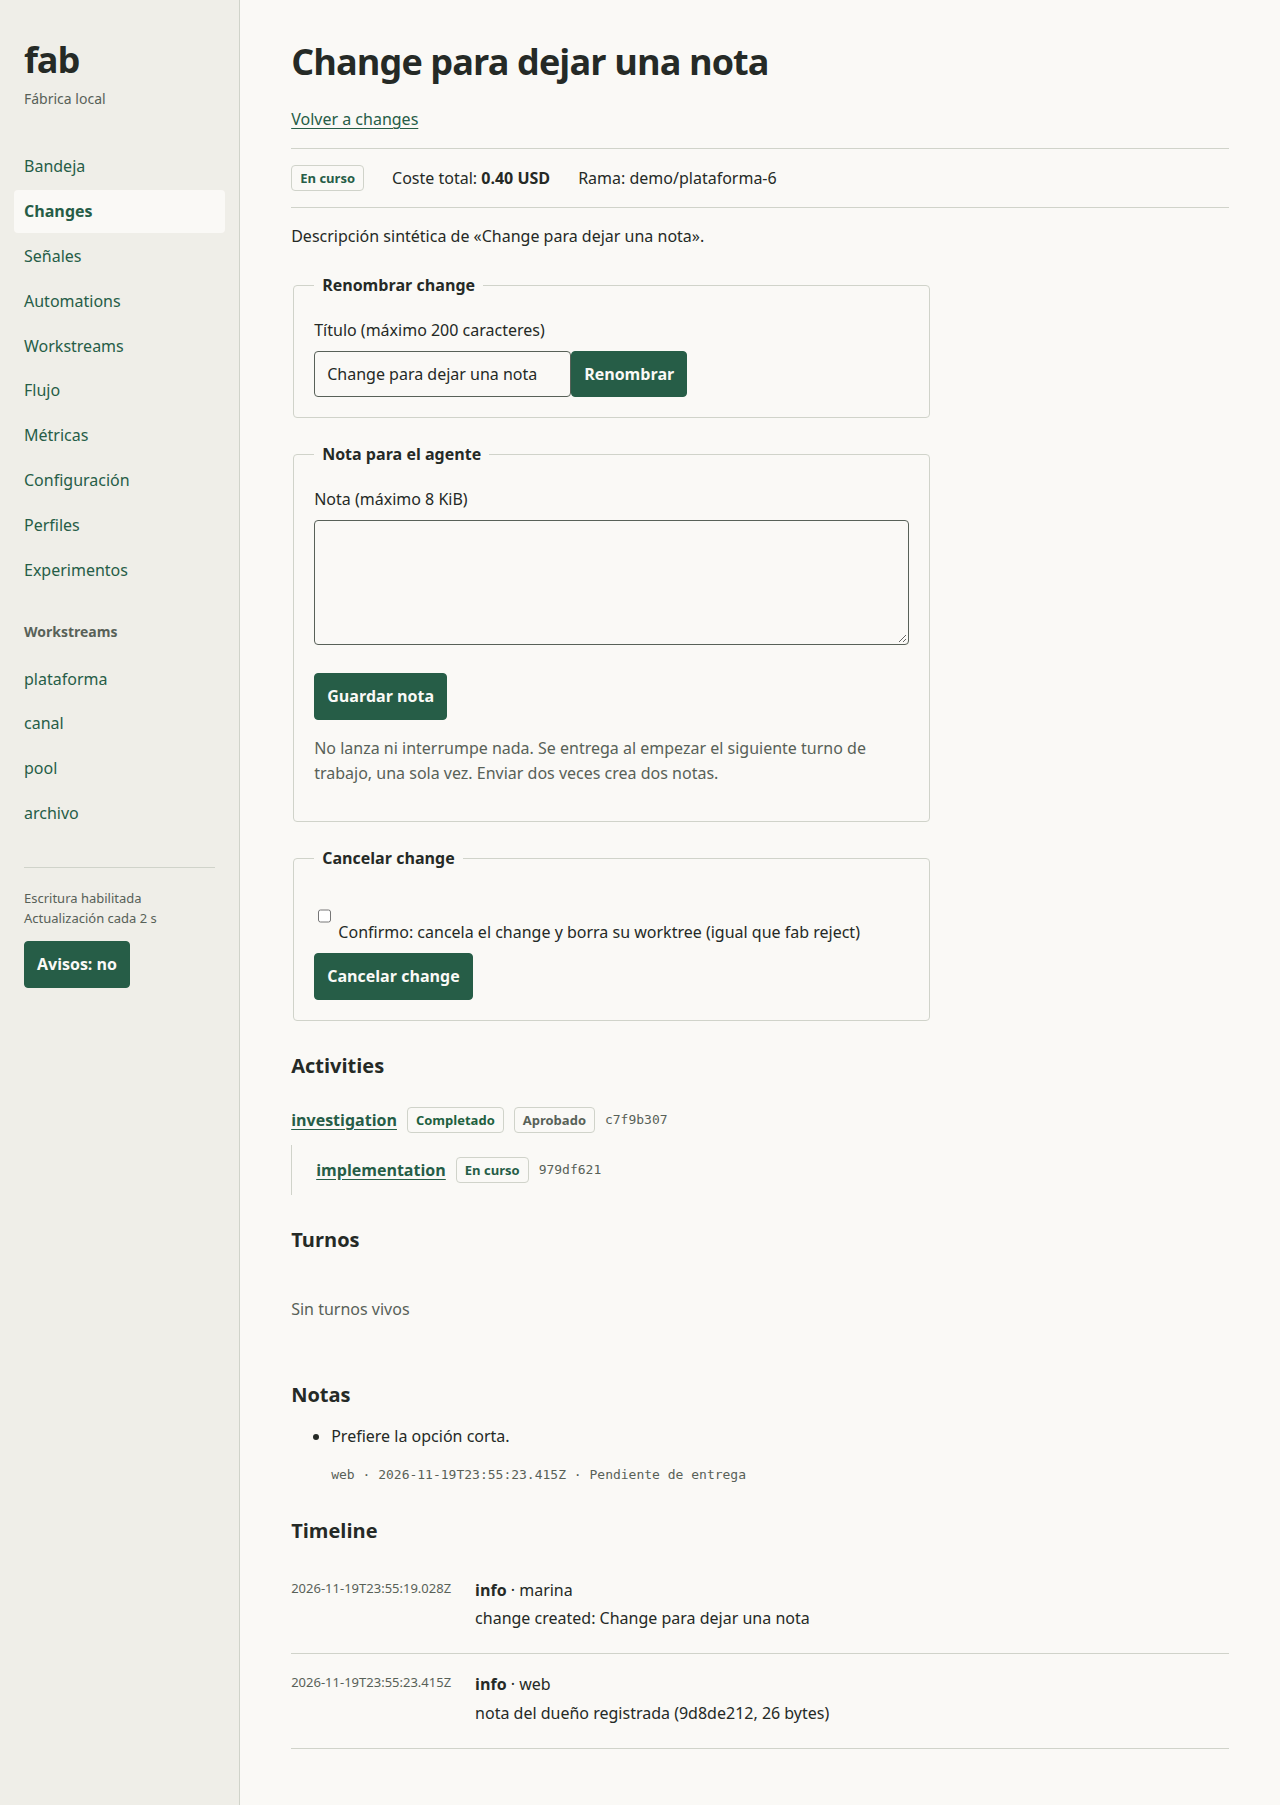 fab
Fábrica local
Bandeja
Changes
Señales
Automations
Workstreams
Flujo
Métricas
Configuración
Perfiles
Experimentos
Workstreams
plataforma
canal
pool
archivo
Escritura habilitada
Actualización cada 2 s
Avisos: no
Change para dejar una nota
Volver a changes
En curso Coste total: 0.40 USD Rama: demo/plataforma-6
Descripción sintética de «Change para dejar una nota».
Renombrar change
Título (máximo 200 caracteres)
Change para dejar una nota Renombrar
Nota para el agente
Nota (máximo 8 KiB)
Guardar nota
No lanza ni interrumpe nada. Se entrega al empezar el siguiente turno de
trabajo, una sola vez. Enviar dos veces crea dos notas.
Cancelar change
Confirmo: cancela el change y borra su worktree (igual que fab reject)
Cancelar change
Activities
investigation Completado Aprobado c7f9b307
implementation En curso 979df621
Turnos
Sin turnos vivos
Notas
Prefiere la opción corta.
web · 2026-11-19T23:55:23.415Z · Pendiente de entrega
Timeline
2026-11-19T23:55:19.028Z info · marina
change created: Change para dejar una nota
2026-11-19T23:55:23.415Z info · web
nota del dueño registrada (9d8de212, 26 bytes)